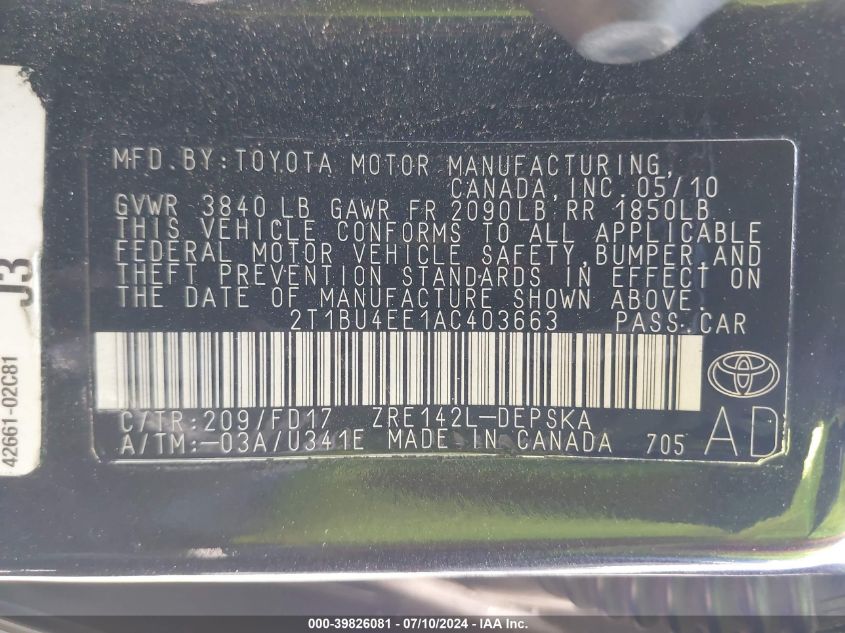 MFD.BY:TOYOTA MOTOR MANUFACTURING,
CANADA,INC.05/10
GVWR 3840 LB GAWR FR 2090LB RR 1850LB
THIS VEHICLE CONFORMS TO ALL APPLICABLE
FEDERAL MOTOR VEHICLE SAFETY,BUMPER,AND
THEFT PREVENTION STANDARDS IN EFFECT ON
THE DATE OF MANUFACTURE SHOWN ABOVE.
2T1BU4EE1AC403663 PASS.CAR
C/TR:209/FD17 ZRE142L-DEPSKA
A/TM:-03A/U341E MADE IN CANADA 705
AD
J3
42661-02C81
000-39826081 / 07/10/2024 - IAA Inc.